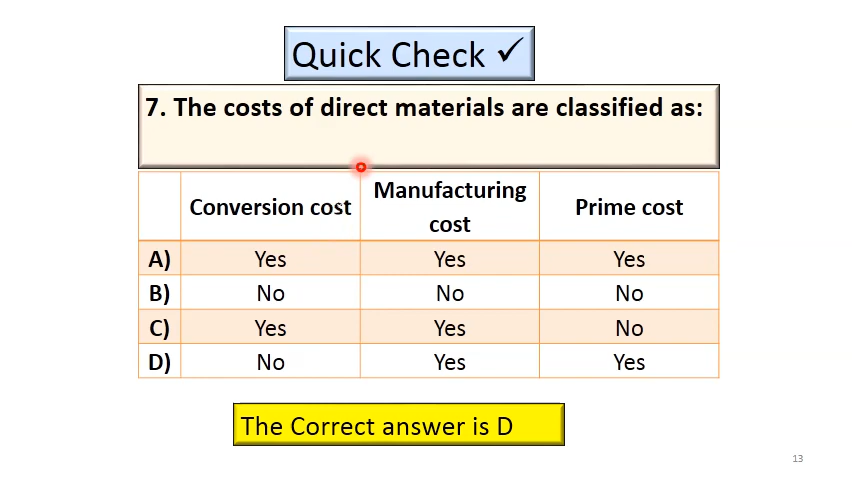 Quick Check ✓
7. The costs of direct materials are classified as:
Conversion cost Manufacturing cost Prime cost
A) Yes Yes Yes
B) No No No
C) Yes Yes No
D) No Yes Yes
The Correct answer is D
13